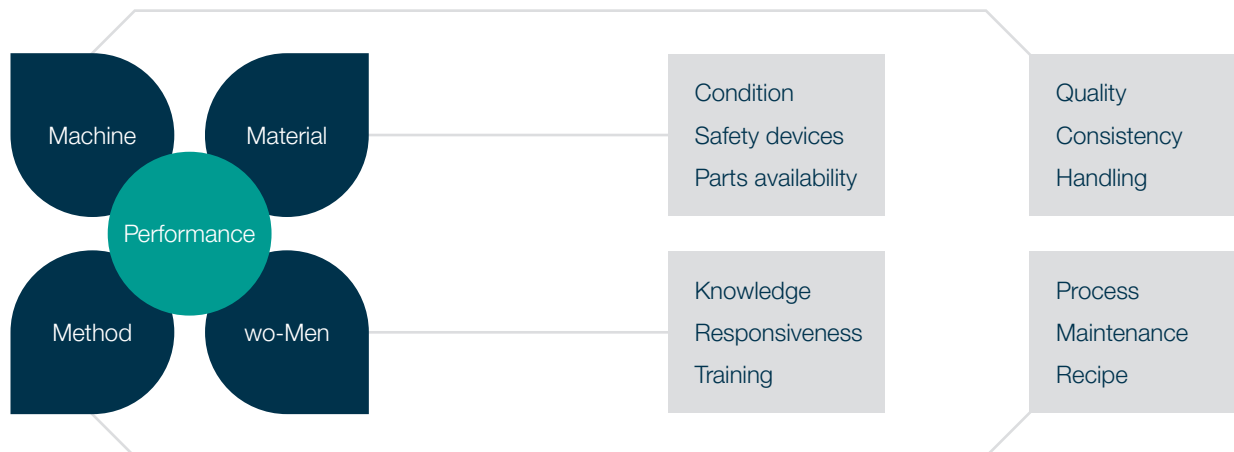 Machine
Material
Performance
Method
wo-Men
Condition
Safety devices
Parts availability
Quality
Consistency
Handling
Knowledge
Responsiveness
Training
Process
Maintenance
Recipe